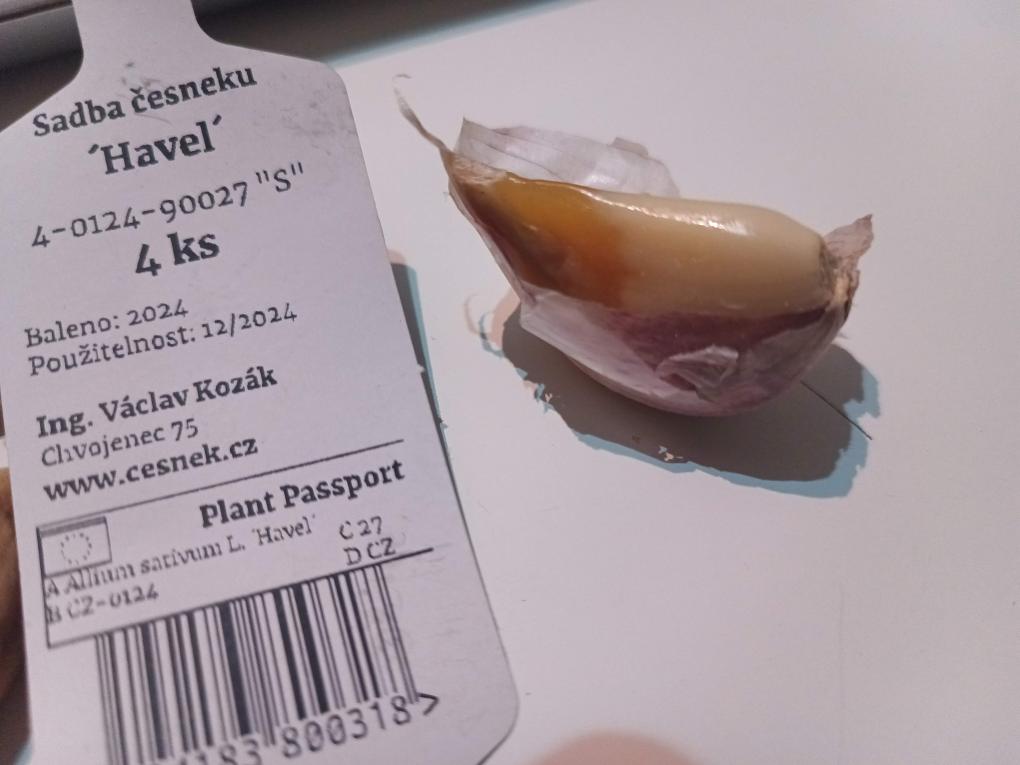 Sadba česneku
´Havel´
4-0124-90027 "S"
4 ks
Baleno: 2024
Použitelnost: 12/2024
Ing. Václav Kozák
Chvojenec 75
www.cesnek.cz
Plant Passport
A Allium sativum L. ´Havel´ C 27
B CZ-0124 D CZ
800318>